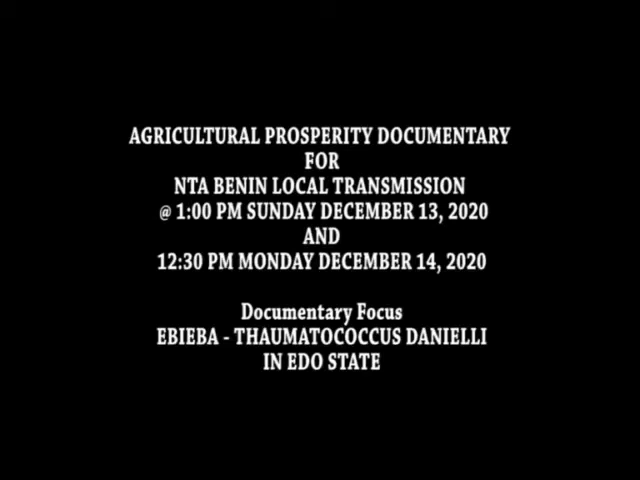 AGRICULTURAL PROSPERITY DOCUMENTARY
FOR
NTA BENIN LOCAL TRANSMISSION
@ 1:00 PM SUNDAY DECEMBER 13, 2020
AND
12:30 PM MONDAY DECEMBER 14, 2020
Documentary Focus
EBIEBA - THAUMATOCOCCUS DANIELLI
IN EDO STATE